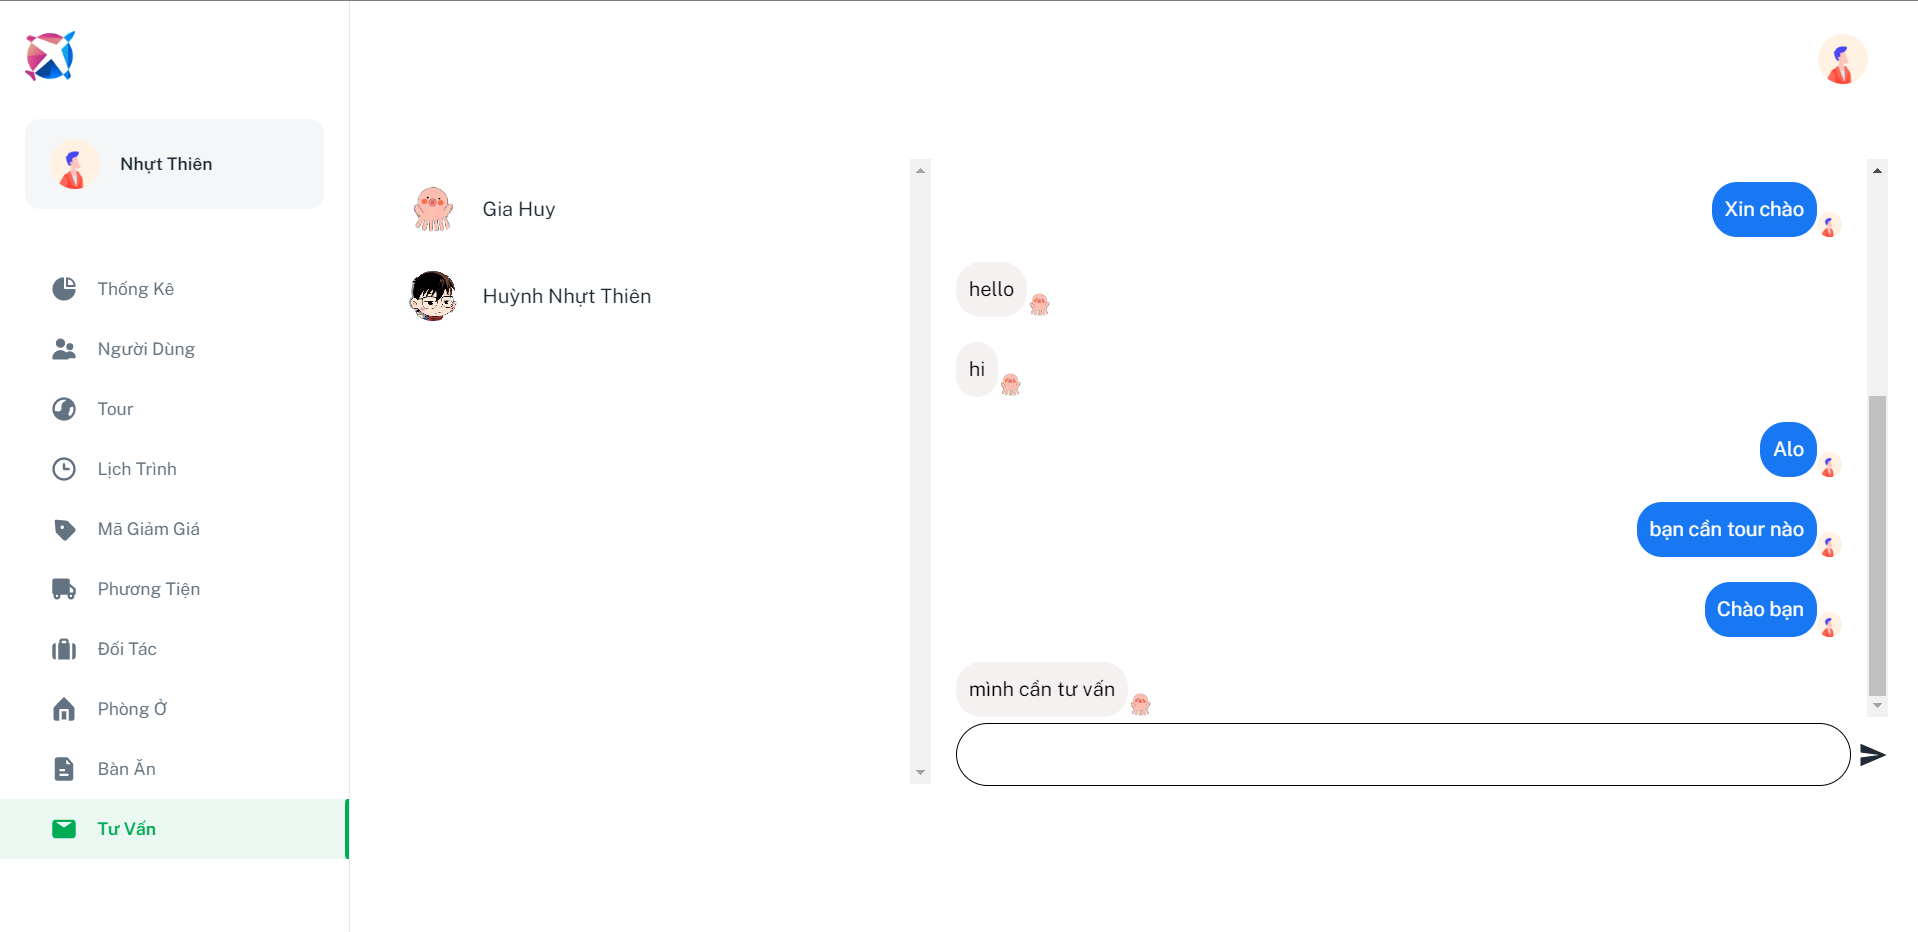 Nhựt Thiên
Thống Kê
Người Dùng
Tour
Lịch Trình
Mã Giảm Giá
Phương Tiện
Đối Tác
Phòng Ở
Bàn Ăn
Tư Vấn
Gia Huy
Huỳnh Nhựt Thiên
Xin chào
hello
hi
Alo
bạn cần tour nào
Chào bạn
mình cần tư vấn